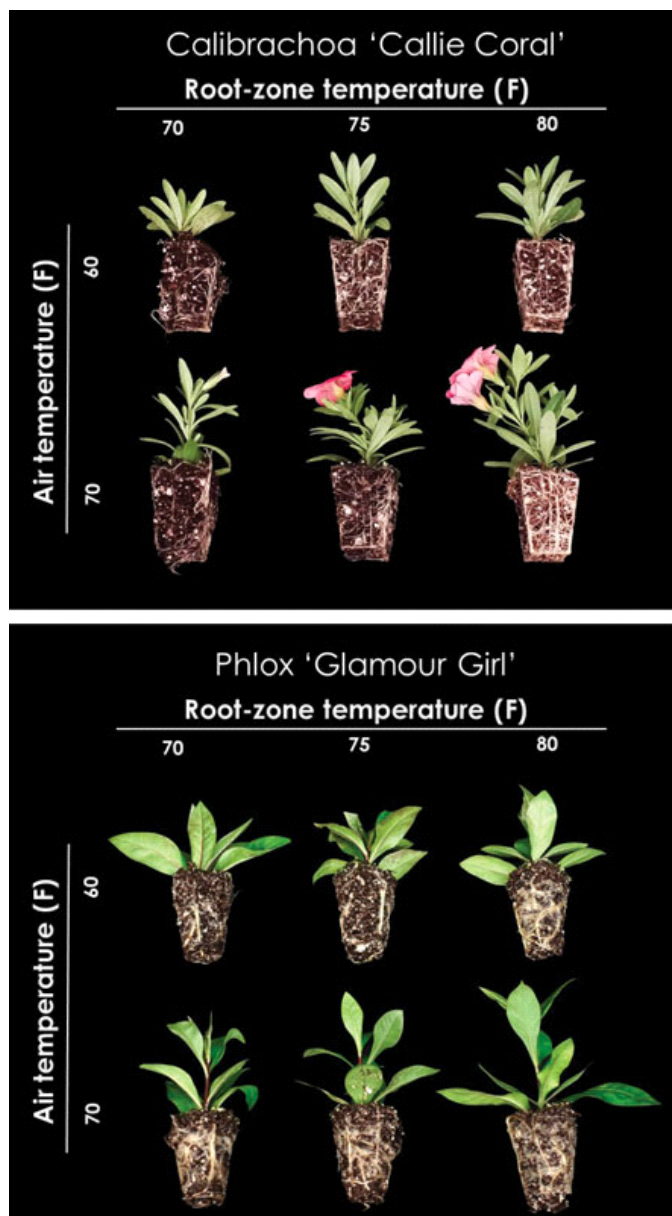 Calibrachoa ‘Callie Coral’
Root-zone temperature (F)
70 75 80
Air temperature (F)
60
70
Phlox ‘Glamour Girl’
Root-zone temperature (F)
70 75 80
Air temperature (F)
60
70